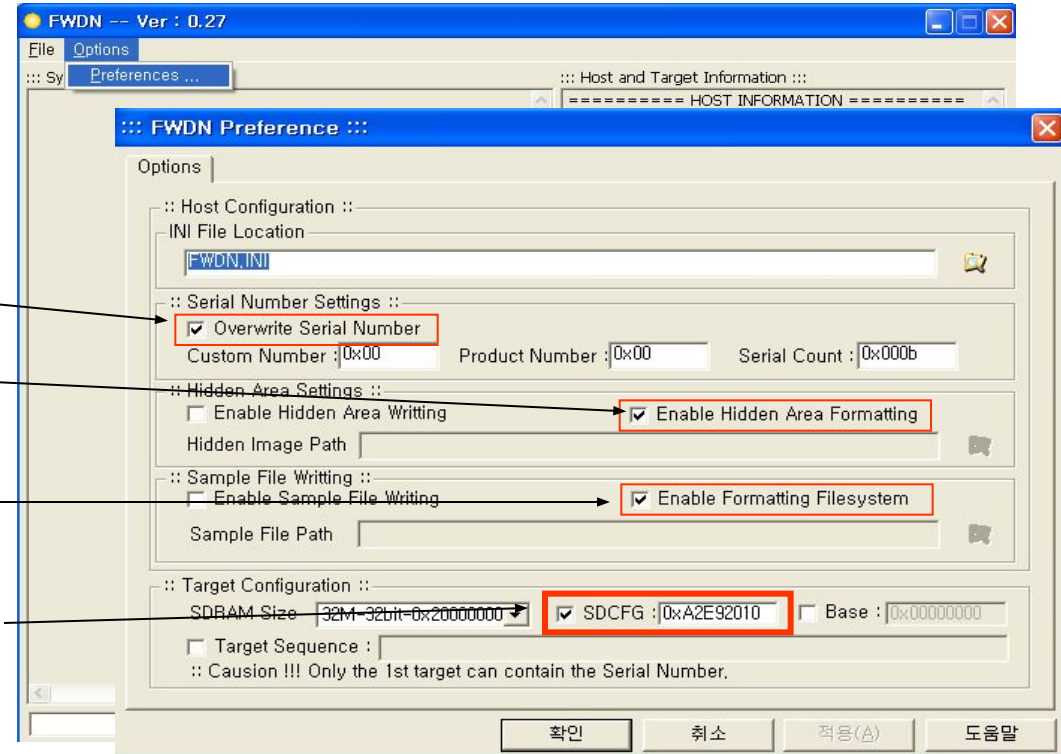 FWDN -- Ver : 0.27
File Options
::: Sy
Preferences ...
::: Host and Target Information :::
========== HOST INFORMATION ==========
::: FWDN Preference :::
Options
:: Host Configuration ::
INI File Location
FWDN.INI
:: Serial Number Settings ::
Overwrite Serial Number
Custom Number : 0x00 Product Number : 0x00 Serial Count : 0x000b
:: Hidden Area Settings ::
Enable Hidden Area Writting Enable Hidden Area Formatting
Hidden Image Path
:: Sample File Writting ::
Enable Sample File Writing Enable Formatting Filesystem
Sample File Path
:: Target Configuration ::
SDRAM Size 32M-32bit-0x20000000 SDCFG : 0xA2E92010 Base : 0x00000000
Target Sequence :
:: Causion !!! Only the 1st target can contain the Serial Number.
확인 취소 적용(A) 도움말